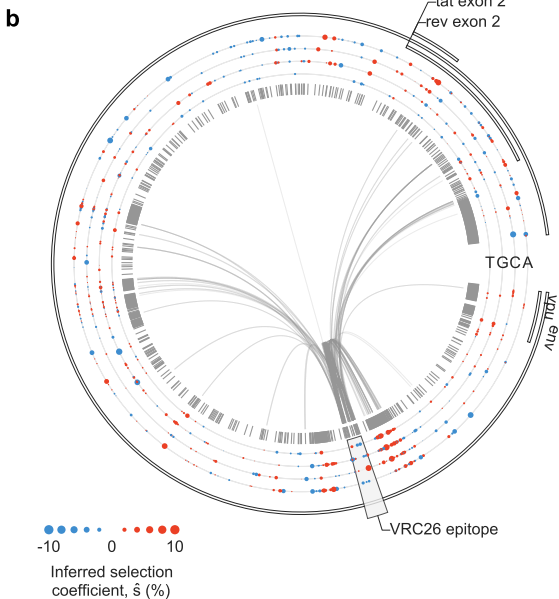 b
tat exon 2
rev exon 2
TGCA
vpu
env
VRC26 epitope
-10
0
10
Inferred selection
coefficient, ŝ (%)